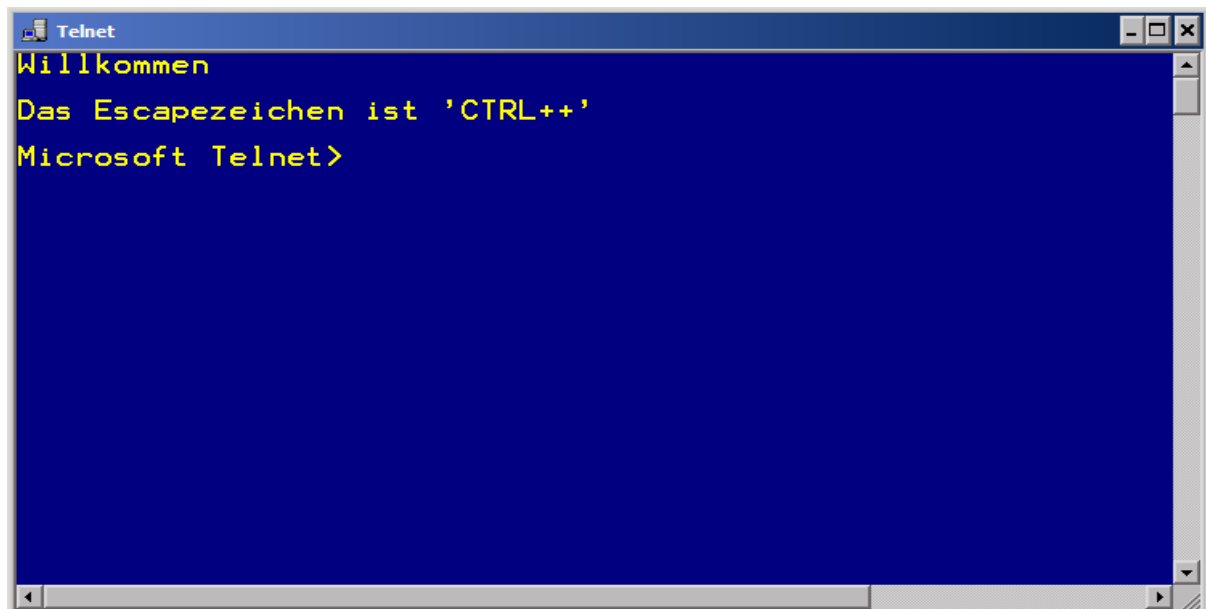 Telnet
Willkommen
Das Escapezeichen ist 'CTRL++'
Microsoft Telnet>